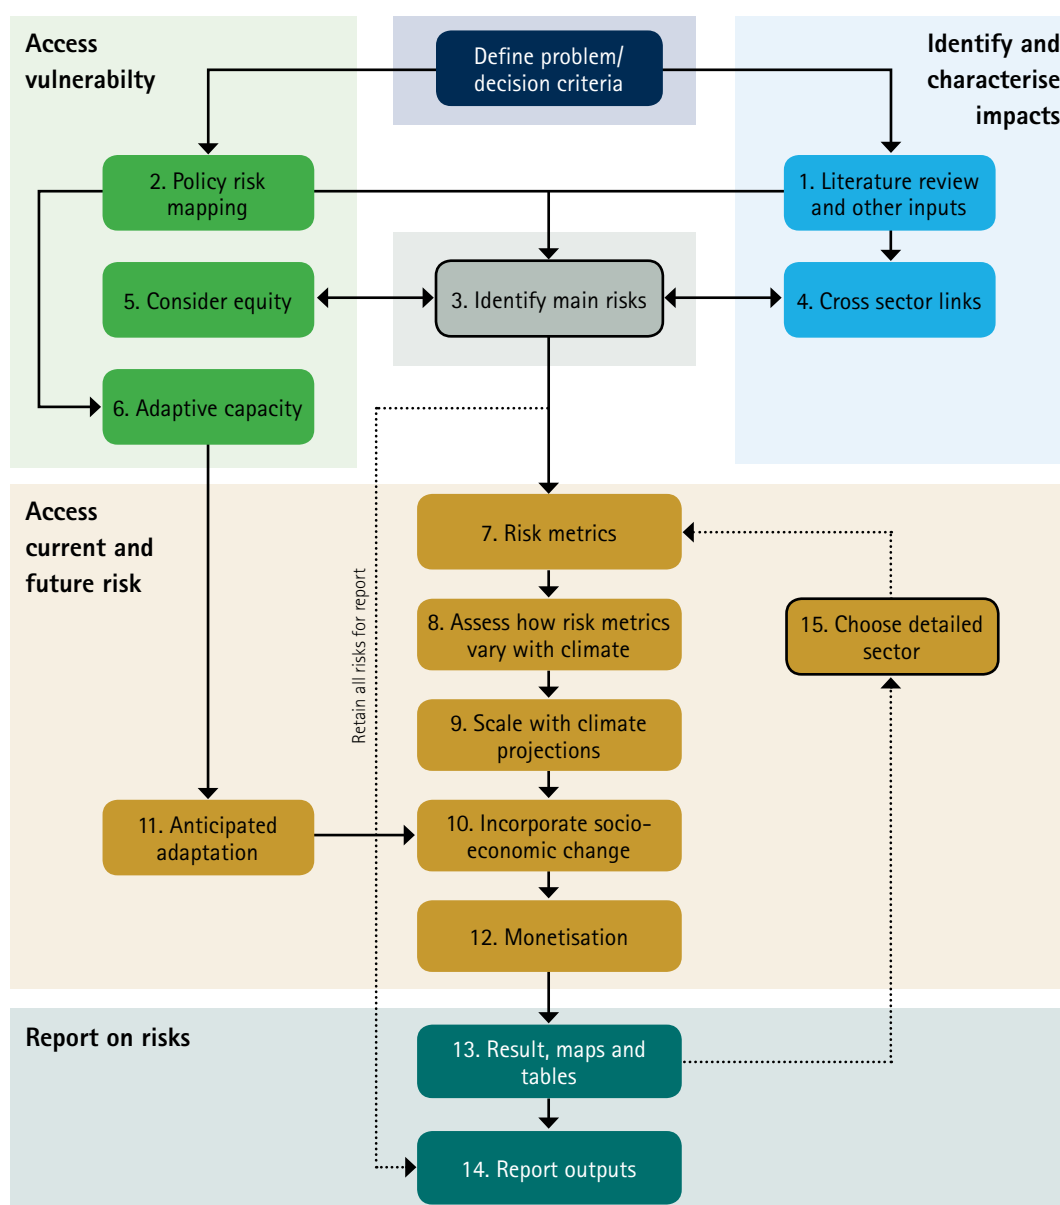 Access
vulnerabilty
Define problem/
decision criteria
Identify and
characterise
impacts
2. Policy risk
mapping
1. Literature review
and other inputs
5. Consider equity
3. Identify main risks
4. Cross sector links
6. Adaptive capacity
Access
current and
future risk
7. Risk metrics
8. Assess how risk metrics
vary with climate
15. Choose detailed
sector
Retain all risks for report
9. Scale with climate
projections
11. Anticipated
adaptation
10. Incorporate socio-
economic change
12. Monetisation
Report on risks
13. Result, maps and
tables
14. Report outputs